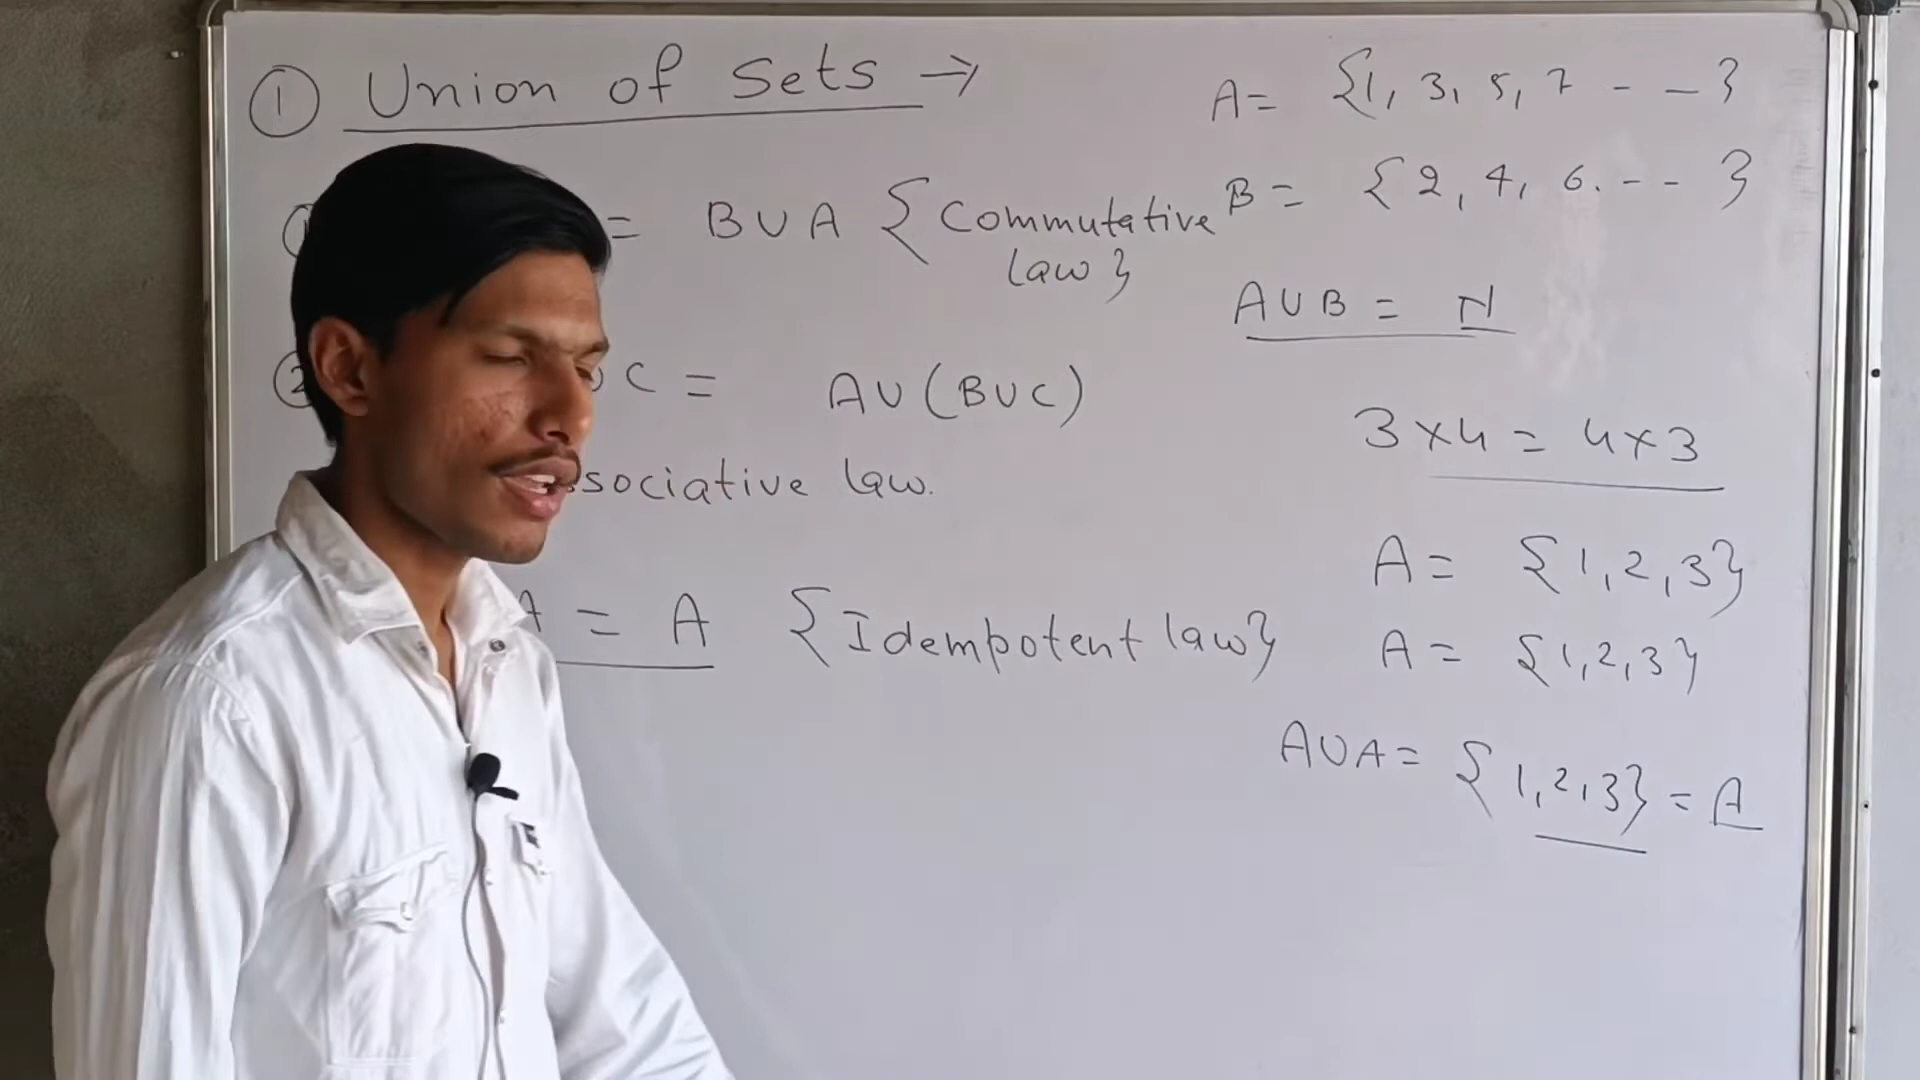 ① Union of Sets →
= B ∪ A { Commutative
law }
C = A ∪ (B ∪ C)
ssociative law.
A = A { Idempotent law }
A = {1, 3, 5, 7 - - }
B = { 2, 4, 6. - - }
A ∪ B = N
3 × 4 = 4 × 3
A = {1, 2, 3}
A = {1, 2, 3}
A ∪ A = {1, 2, 3} = A